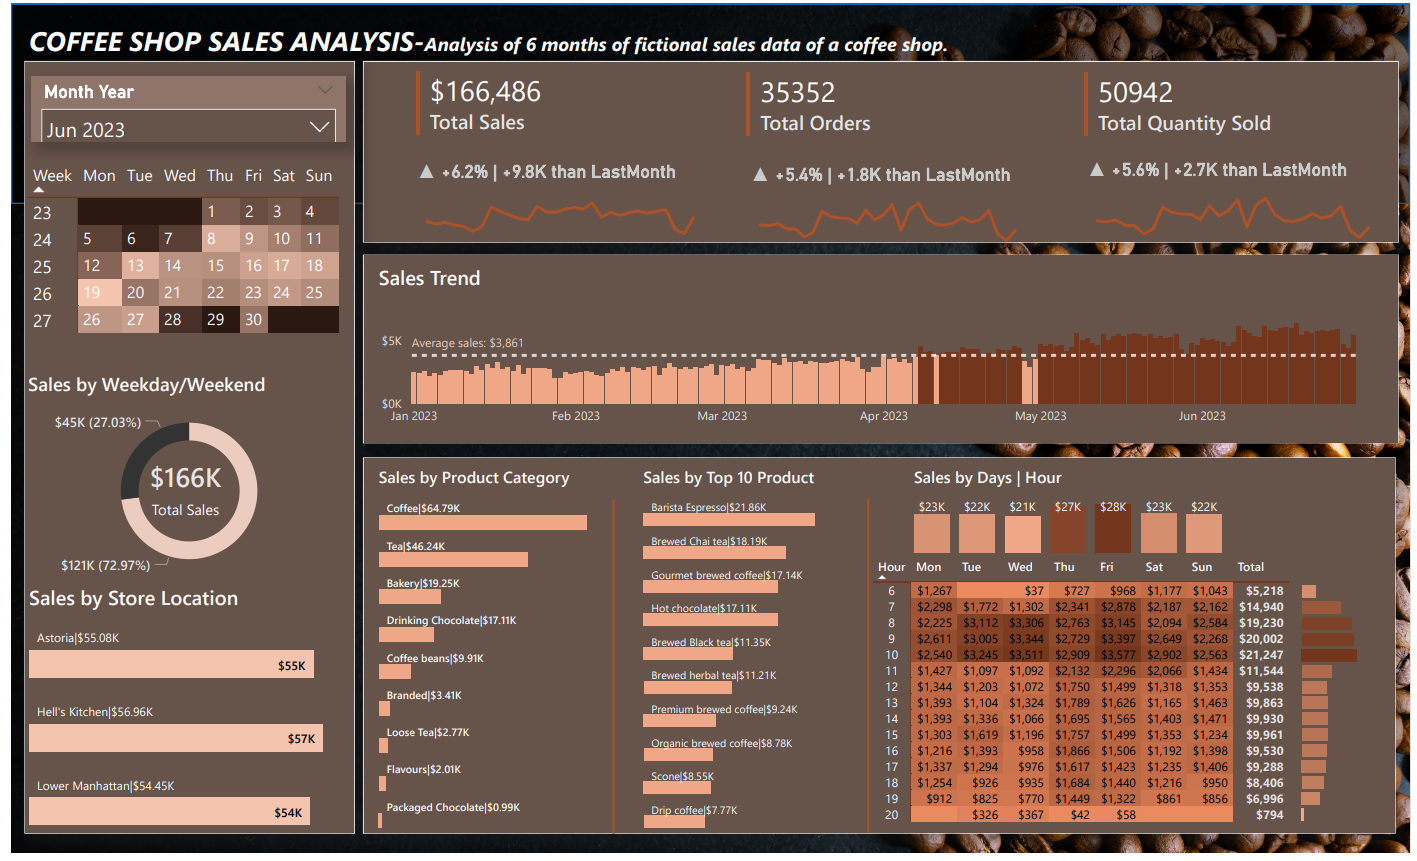 COFFEE SHOP SALES ANALYSIS-Analysis of 6 months of fictional sales data of a coffee shop.
Month Year
Jun 2023
Week Mon Tue Wed Thu Fri Sat Sun
23 1 2 3 4
24 5 6 7 8 9 10 11
25 12 13 14 15 16 17 18
26 19 20 21 22 23 24 25
27 26 27 28 29 30
Sales by Weekday/Weekend
$45K (27.03%)
$166K
Total Sales
$121K (72.97%)
Sales by Store Location
Astoria|$55.08K
$55K
Hell's Kitchen|$56.96K
$57K
Lower Manhattan|$54.45K
$54K
$166,486
Total Sales
▲ +6.2% | +9.8K than LastMonth
35352
Total Orders
▲ +5.4% | +1.8K than LastMonth
50942
Total Quantity Sold
▲ +5.6% | +2.7K than LastMonth
Sales Trend
$5K
Average sales: $3,861
$0K
Jan 2023 Feb 2023 Mar 2023 Apr 2023 May 2023 Jun 2023
Sales by Product Category
Coffee|$64.79K
Tea|$46.24K
Bakery|$19.25K
Drinking Chocolate|$17.11K
Coffee beans|$9.91K
Branded|$3.41K
Loose Tea|$2.77K
Flavours|$2.01K
Packaged Chocolate|$0.99K
Sales by Top 10 Product
Barista Espresso|$21.86K
Brewed Chai tea|$18.19K
Gourmet brewed coffee|$17.14K
Hot chocolate|$17.11K
Brewed Black tea|$11.35K
Brewed herbal tea|$11.21K
Premium brewed coffee|$9.24K
Organic brewed coffee|$8.78K
Scone|$8.55K
Drip coffee|$7.77K
Sales by Days | Hour
$23K $22K $21K $27K $28K $23K $22K
Hour Mon Tue Wed Thu Fri Sat Sun Total
6 $1,267 $37 $727 $968 $1,177 $1,043 $5,218
7 $2,298 $1,772 $1,302 $2,341 $2,878 $2,187 $2,162 $14,940
8 $2,225 $3,112 $3,306 $2,763 $3,145 $2,094 $2,584 $19,230
9 $2,611 $3,005 $3,344 $2,729 $3,397 $2,649 $2,268 $20,002
10 $2,540 $3,245 $3,511 $2,909 $3,577 $2,902 $2,563 $21,247
11 $1,427 $1,097 $1,092 $2,132 $2,296 $2,066 $1,434 $11,544
12 $1,344 $1,203 $1,072 $1,750 $1,499 $1,318 $1,353 $9,538
13 $1,393 $1,104 $1,324 $1,789 $1,626 $1,165 $1,463 $9,863
14 $1,393 $1,336 $1,066 $1,695 $1,565 $1,403 $1,471 $9,930
15 $1,303 $1,619 $1,196 $1,757 $1,499 $1,353 $1,234 $9,961
16 $1,216 $1,393 $958 $1,866 $1,506 $1,192 $1,398 $9,530
17 $1,337 $1,294 $976 $1,617 $1,423 $1,235 $1,406 $9,288
18 $1,254 $926 $935 $1,684 $1,440 $1,216 $950 $8,406
19 $912 $825 $770 $1,449 $1,322 $861 $856 $6,996
20 $326 $367 $42 $58 $794